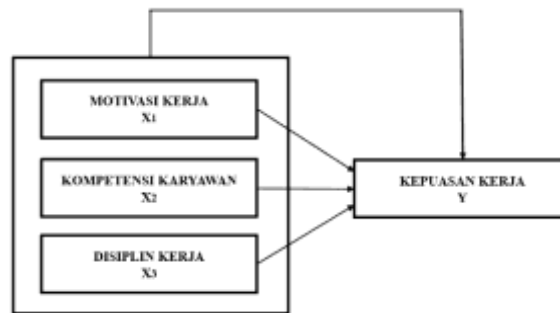 MOTIVASI KERJA
X1
KOMPETENSI KARYAWAN
X2
KEPUASAN KERJA
Y
DISIPLIN KERJA
X3